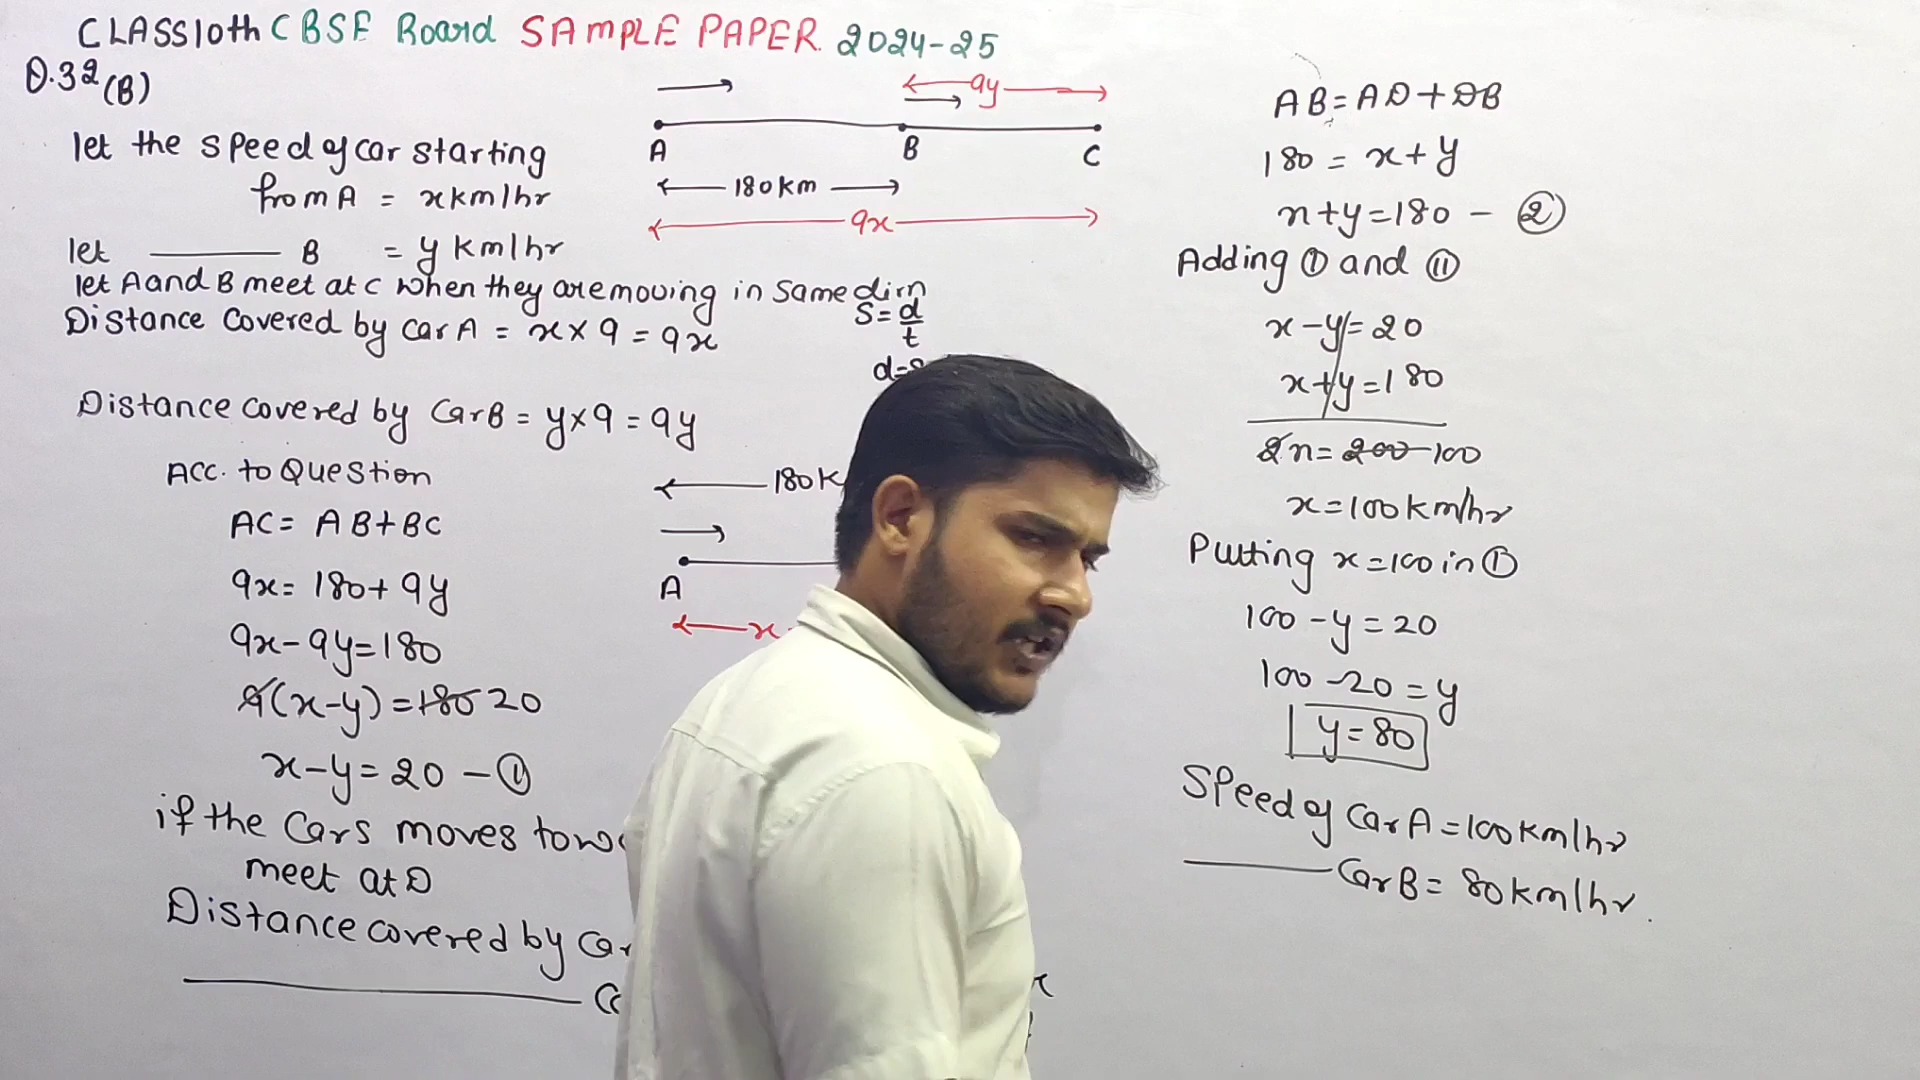 CLASS 10th CBSE Board SAMPLE PAPER 2024-25
Q.32(B)
let the speed of car starting
from A = x km/hr
let ——— B = y km/hr
let A and B meet at C when they are moving in same dirn
Distance covered by car A = x × 9 = 9x
Distance covered by Car B = y × 9 = 9y
Acc. to Question
AC = AB + BC
9x = 180 + 9y
9x - 9y = 180
9(x-y) = 180 20
x - y = 20 - ①
if the cars moves
meet at D
Distance covered by
9y
A B C
180 km
9x
S = d/t
180 K
A
x
AB = AD + DB
180 = x + y
x + y = 180 - ②
Adding ① and ⑪
x - y = 20
x + y = 180
2x = 200 100
x = 100 km/hr
Putting x = 100 in ①
100 - y = 20
100 - 20 = y
y = 80
Speed of Car A = 100 km/hr
——— Car B = 80 km/hr.